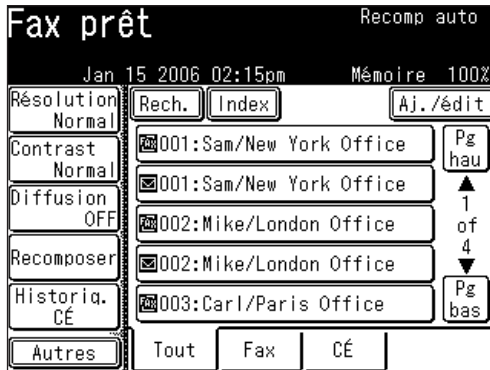 Fax prêt
Recomp auto
Jan 15 2006 02:15pm Mémoire 100%
Résolution
Normal
Contrast
Normal
Diffusion
OFF
Recomposer
Historiq.
CÉ
Autres
Rech. Index Aj./édit
FAX 001:Sam/New York Office
001:Sam/New York Office
FAX 002:Mike/London Office
002:Mike/London Office
FAX 003:Carl/Paris Office
Pg
hau
1
of
4
Pg
bas
Tout Fax CÉ